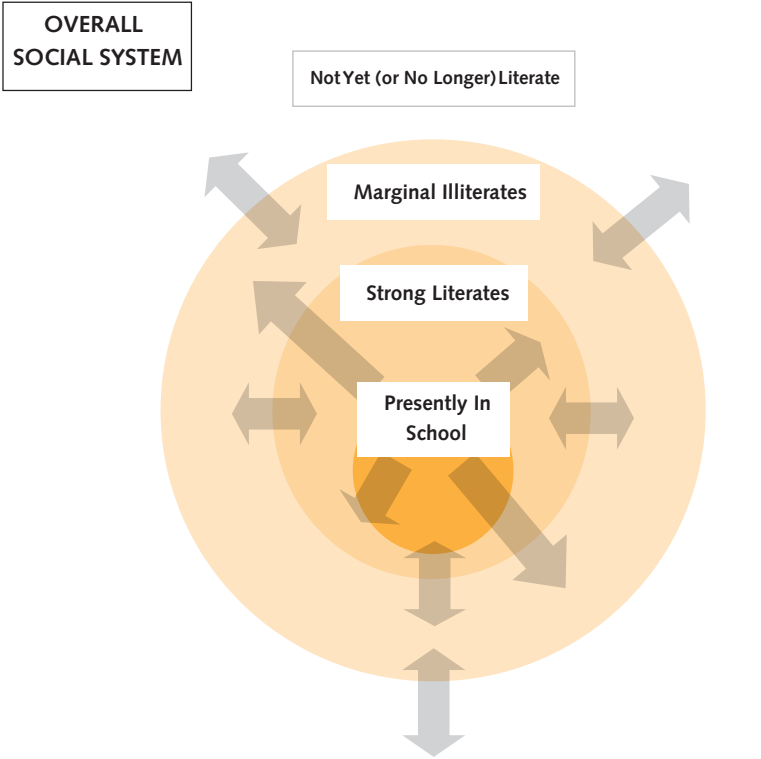 OVERALL
SOCIAL SYSTEM
Not Yet (or No Longer) Literate
Marginal Illiterates
Strong Literates
Presently In
School